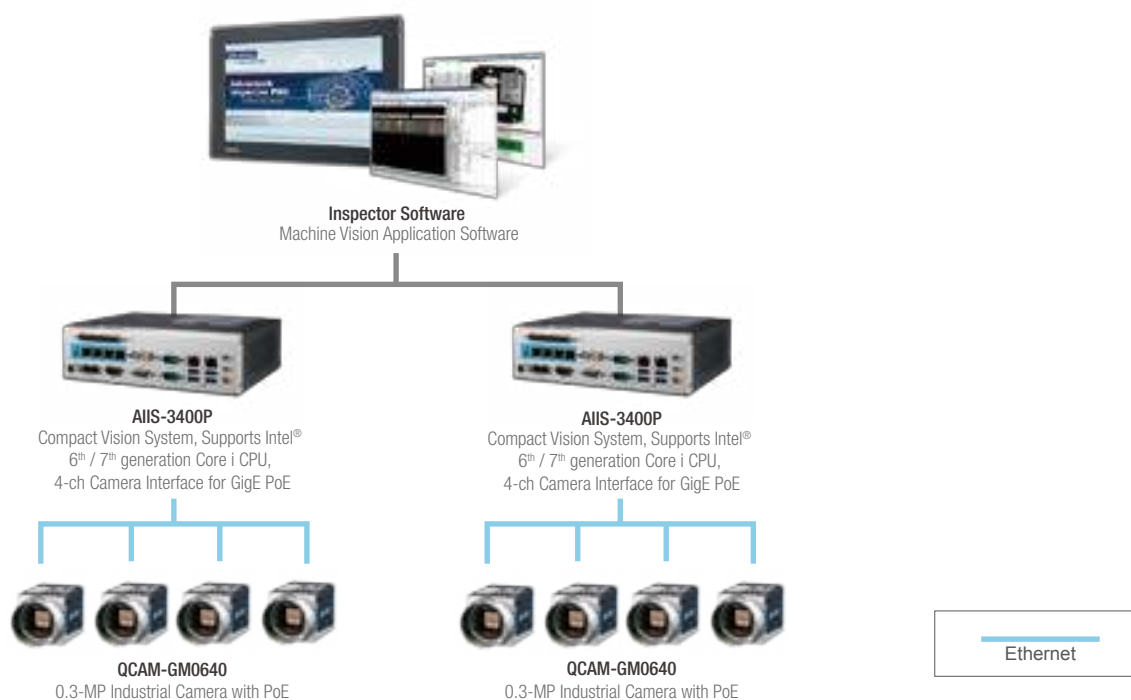 Inspector Software
Machine Vision Application Software
AIIS-3400P
Compact Vision System, Supports Intel®
6th / 7th generation Core i CPU,
4-ch Camera Interface for GigE PoE
AIIS-3400P
Compact Vision System, Supports Intel®
6th / 7th generation Core i CPU,
4-ch Camera Interface for GigE PoE
QCAM-GM0640
0.3-MP Industrial Camera with PoE
QCAM-GM0640
0.3-MP Industrial Camera with PoE
Ethernet